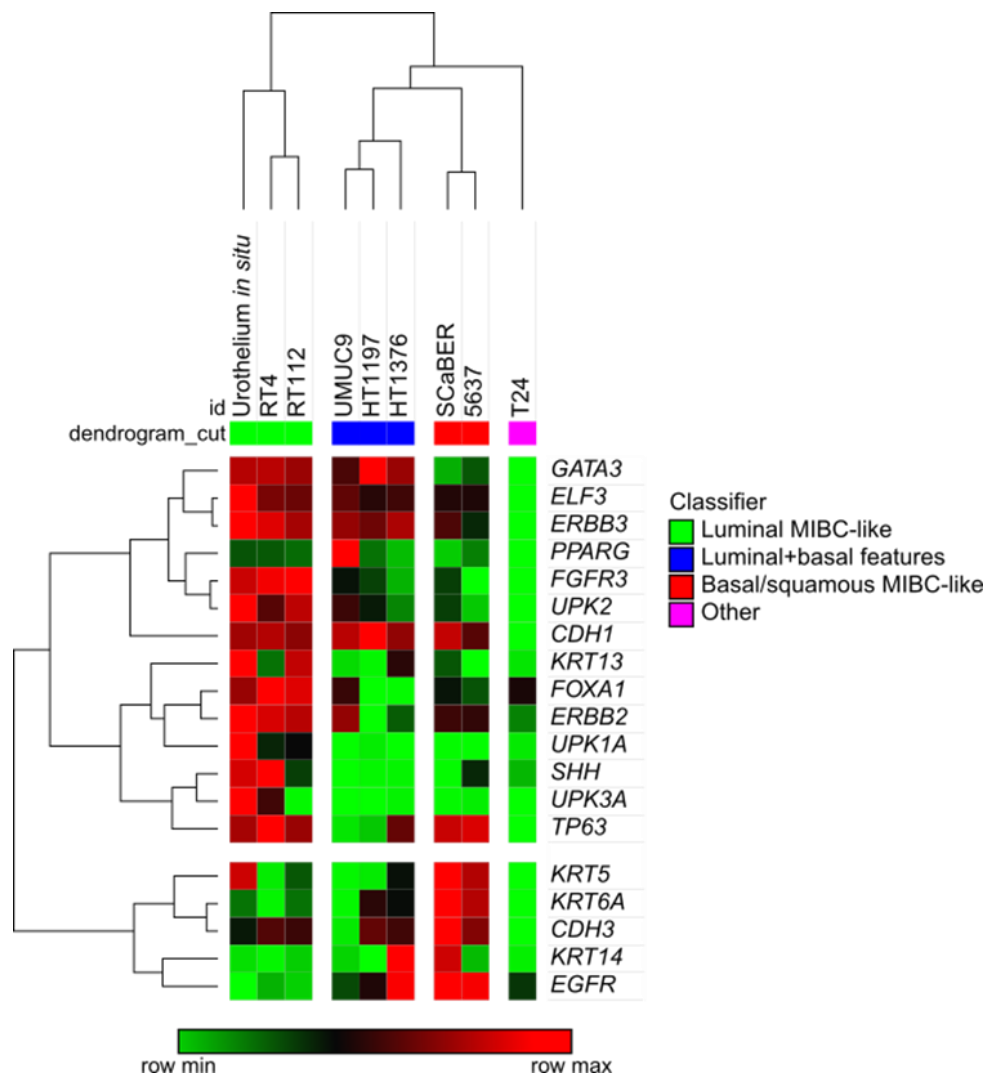 id
Urothelium in situ
RT4
RT112
UMUC9
HT1197
HT1376
SCaBER
5637
T24
dendrogram_cut
GATA3
ELF3
ERBB3
PPARG
FGFR3
UPK2
CDH1
KRT13
FOXA1
ERBB2
UPK1A
SHH
UPK3A
TP63
KRT5
KRT6A
CDH3
KRT14
EGFR
Classifier
Luminal MIBC-like
Luminal+basal features
Basal/squamous MIBC-like
Other
row min
row max